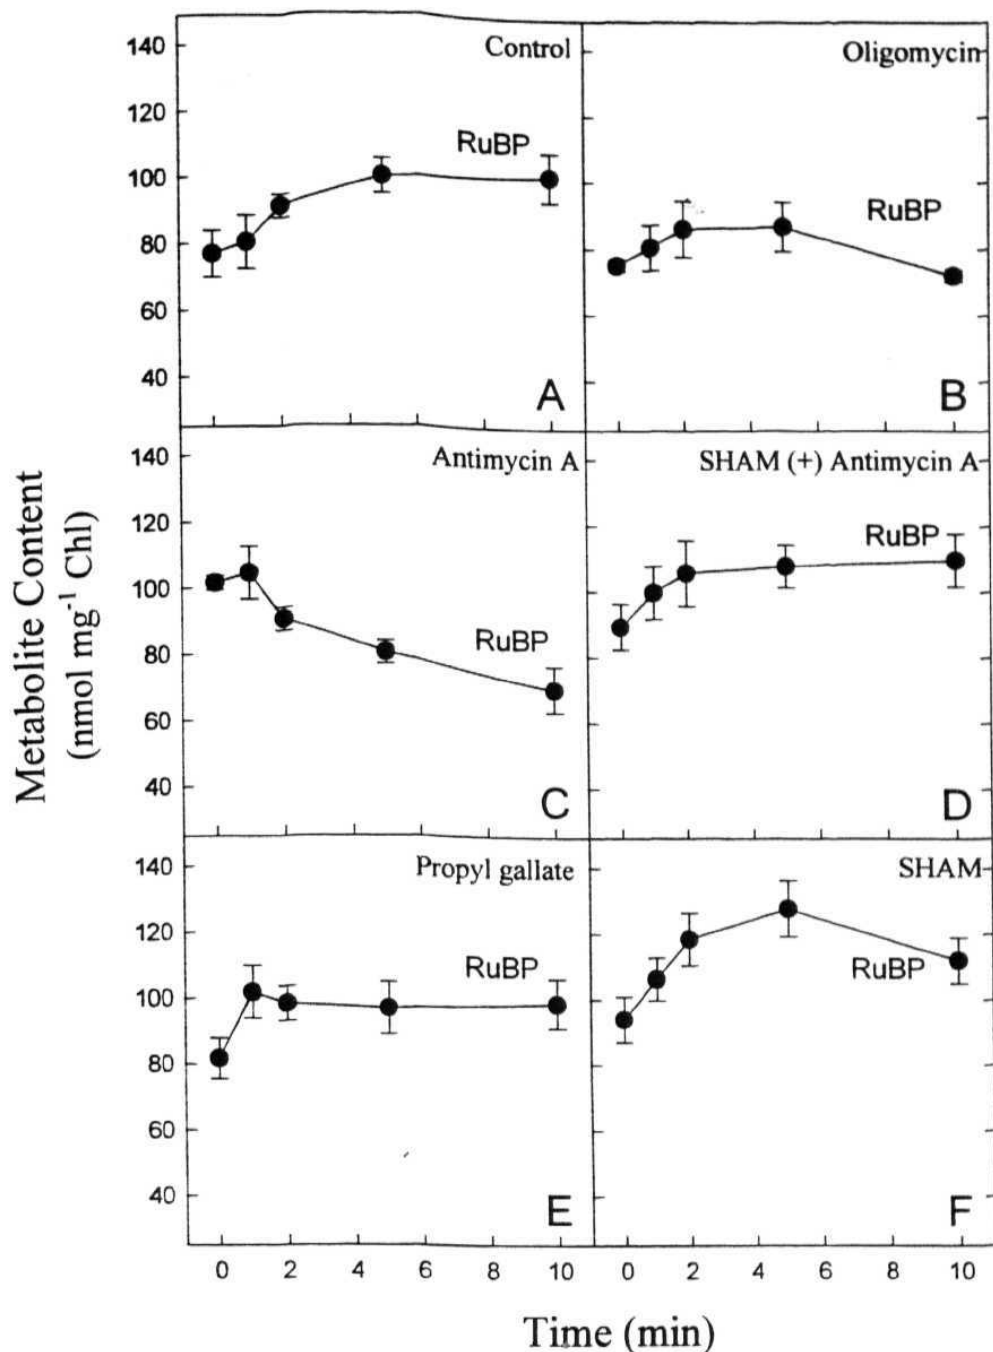 Control
Oligomycin
140
120
100
80
60
40
RuBP
RuBP
A
B
Antimycin A
SHAM (+) Antimycin A
140
120
100
80
60
40
RuBP
RuBP
C
D
Propyl gallate
SHAM
140
120
100
80
60
40
RuBP
RuBP
E
F
0 2 4 6 8 10
0 2 4 6 8 10
Metabolite Content
(nmol mg⁻¹ Chl)
Time (min)